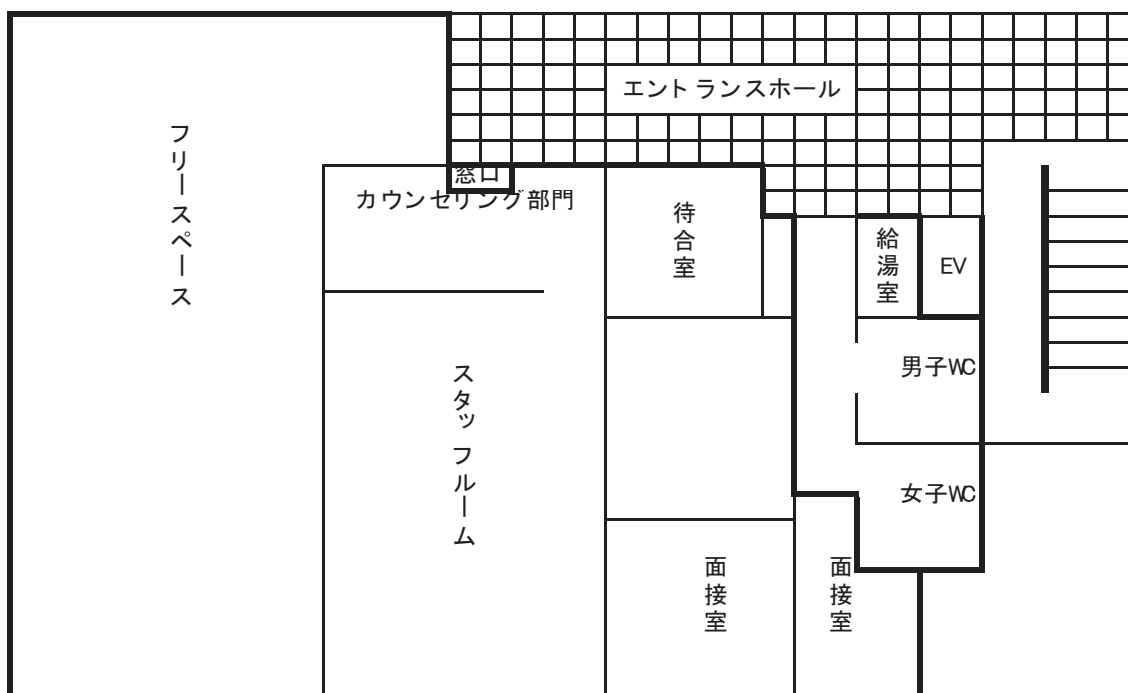 エントランスホール
フリースペース
窓口
カウンセリング部門
待合室
給湯室
EV
男子WC
スタッフルーム
女子WC
面接室
面接室